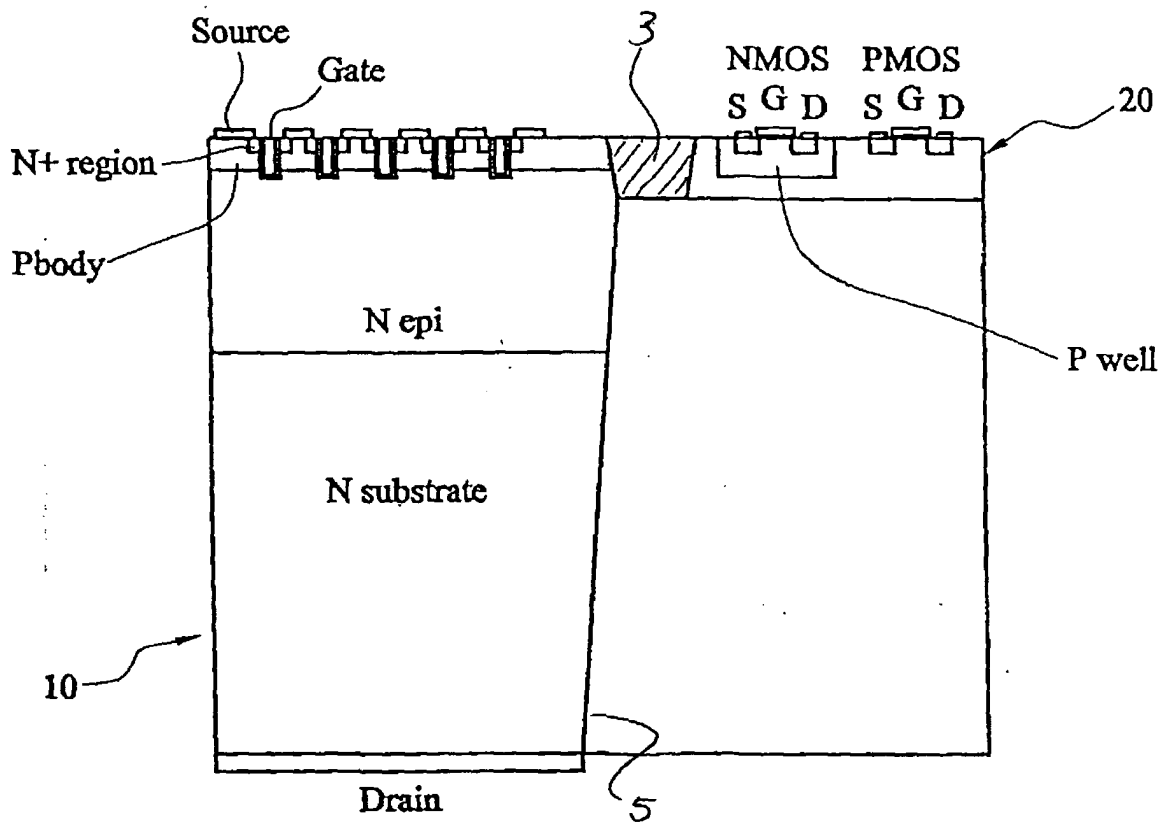 Source
3
Gate
NMOS PMOS
S G D S G D
20
N+ region
Pbody
N epi
P well
N substrate
10
Drain
5